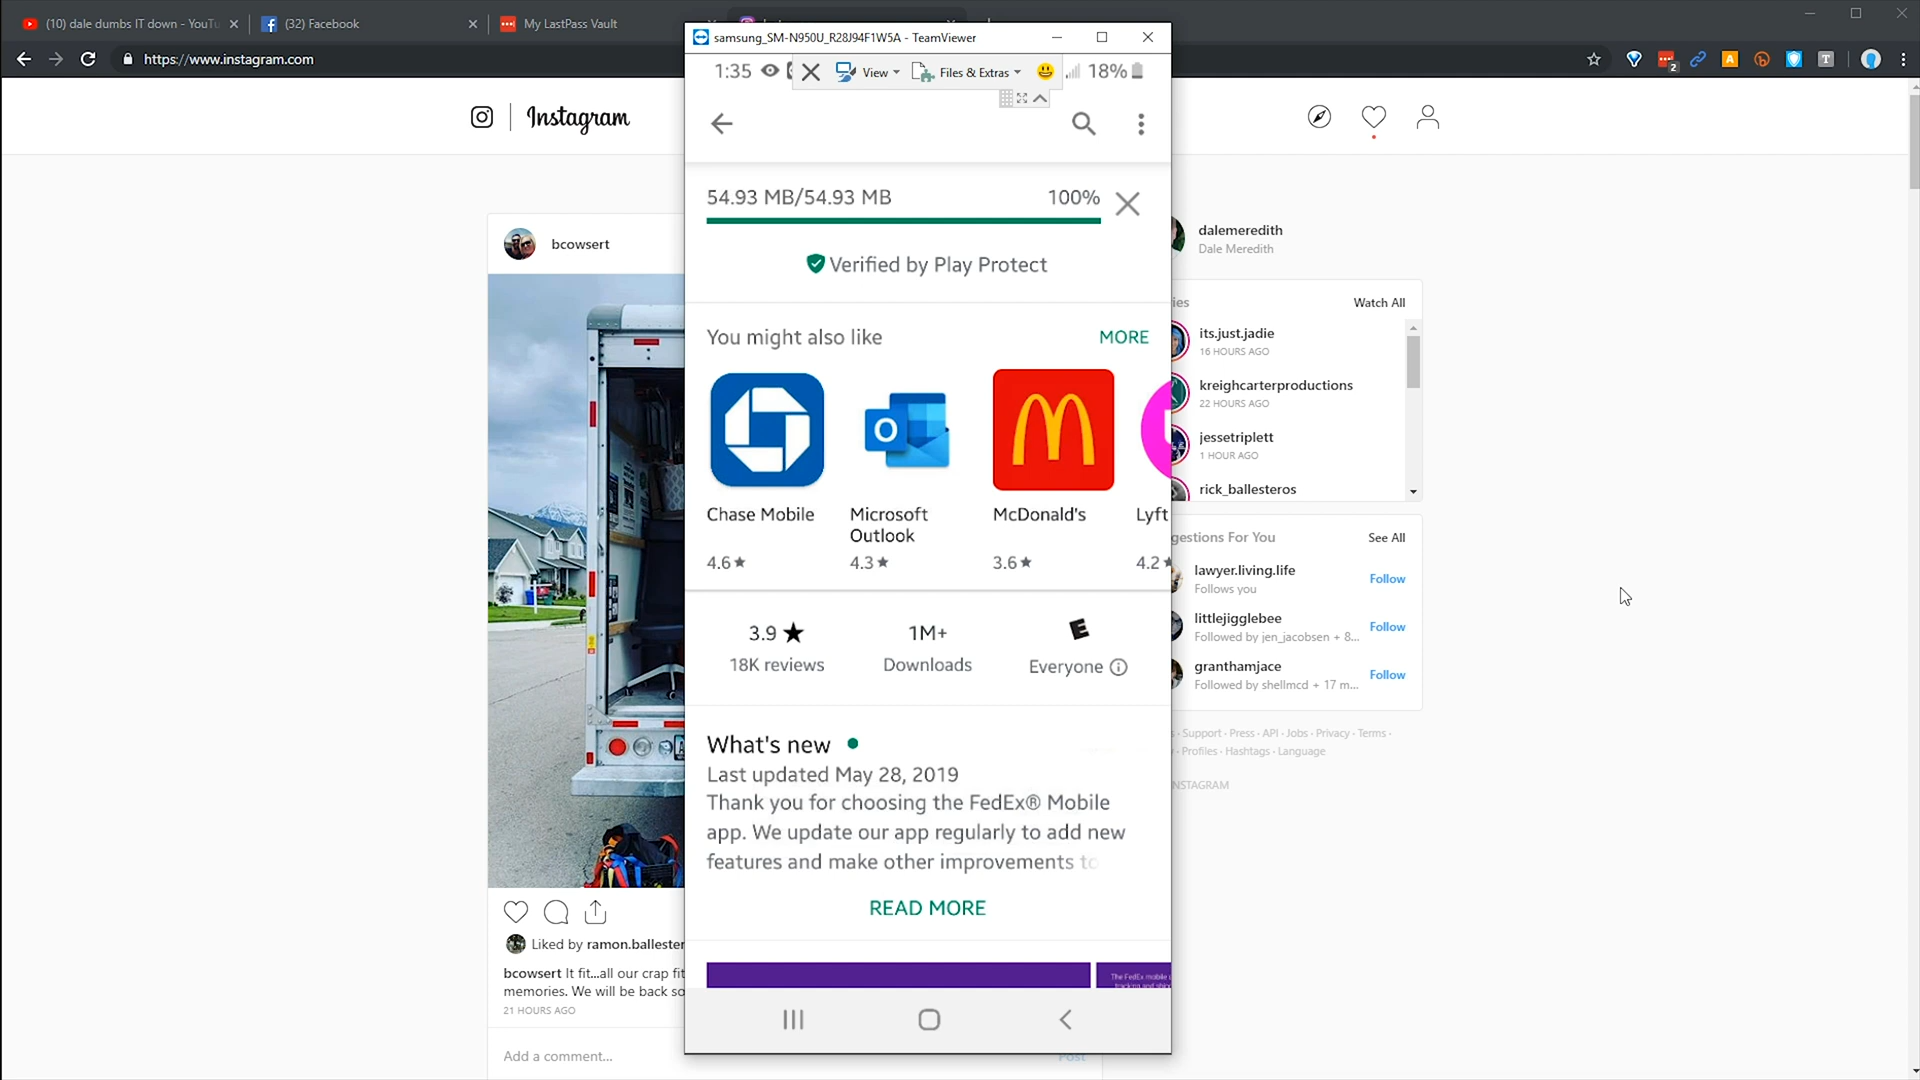 (10) dale dumbs IT down - YouTu
(32) Facebook
My LastPass Vault
https://www.instagram.com
2
A
T
Instagram
bcowsert
samsung_SM-N950U_R28J94F1W5A - TeamViewer
1:35
View
Files & Extras
18%
54.93 MB/54.93 MB
100%
Verified by Play Protect
You might also like
MORE
Chase Mobile
Microsoft
Outlook
McDonald's
Lyft
4.6★
4.3★
3.6★
4.2★
3.9 ★
18K reviews
1M+
Downloads
E
Everyone
What's new
Last updated May 28, 2019
Thank you for choosing the FedEx® Mobile
app. We update our app regularly to add new
features and make other improvements to
READ MORE
The FedEx mobile
tracking and
dalemeredith
Dale Meredith
ies
Watch All
its.just.jadie
16 HOURS AGO
kreighcarterproductions
22 HOURS AGO
jessetriplett
1 HOUR AGO
rick_ballesteros
gestions For You
See All
lawyer.living.life
Follows you
Follow
littlejigglebee
Followed by jen_jacobsen + 8...
Follow
granthamjace
Followed by shellmcd + 17 m...
Follow
s · Support · Press · API · Jobs · Privacy · Terms ·
· Profiles · Hashtags · Language
NSTAGRAM
Liked by ramon.ballester
bcowsert It fit...all our crap fit
memories. We will be back so
21 HOURS AGO
Add a comment...
Post